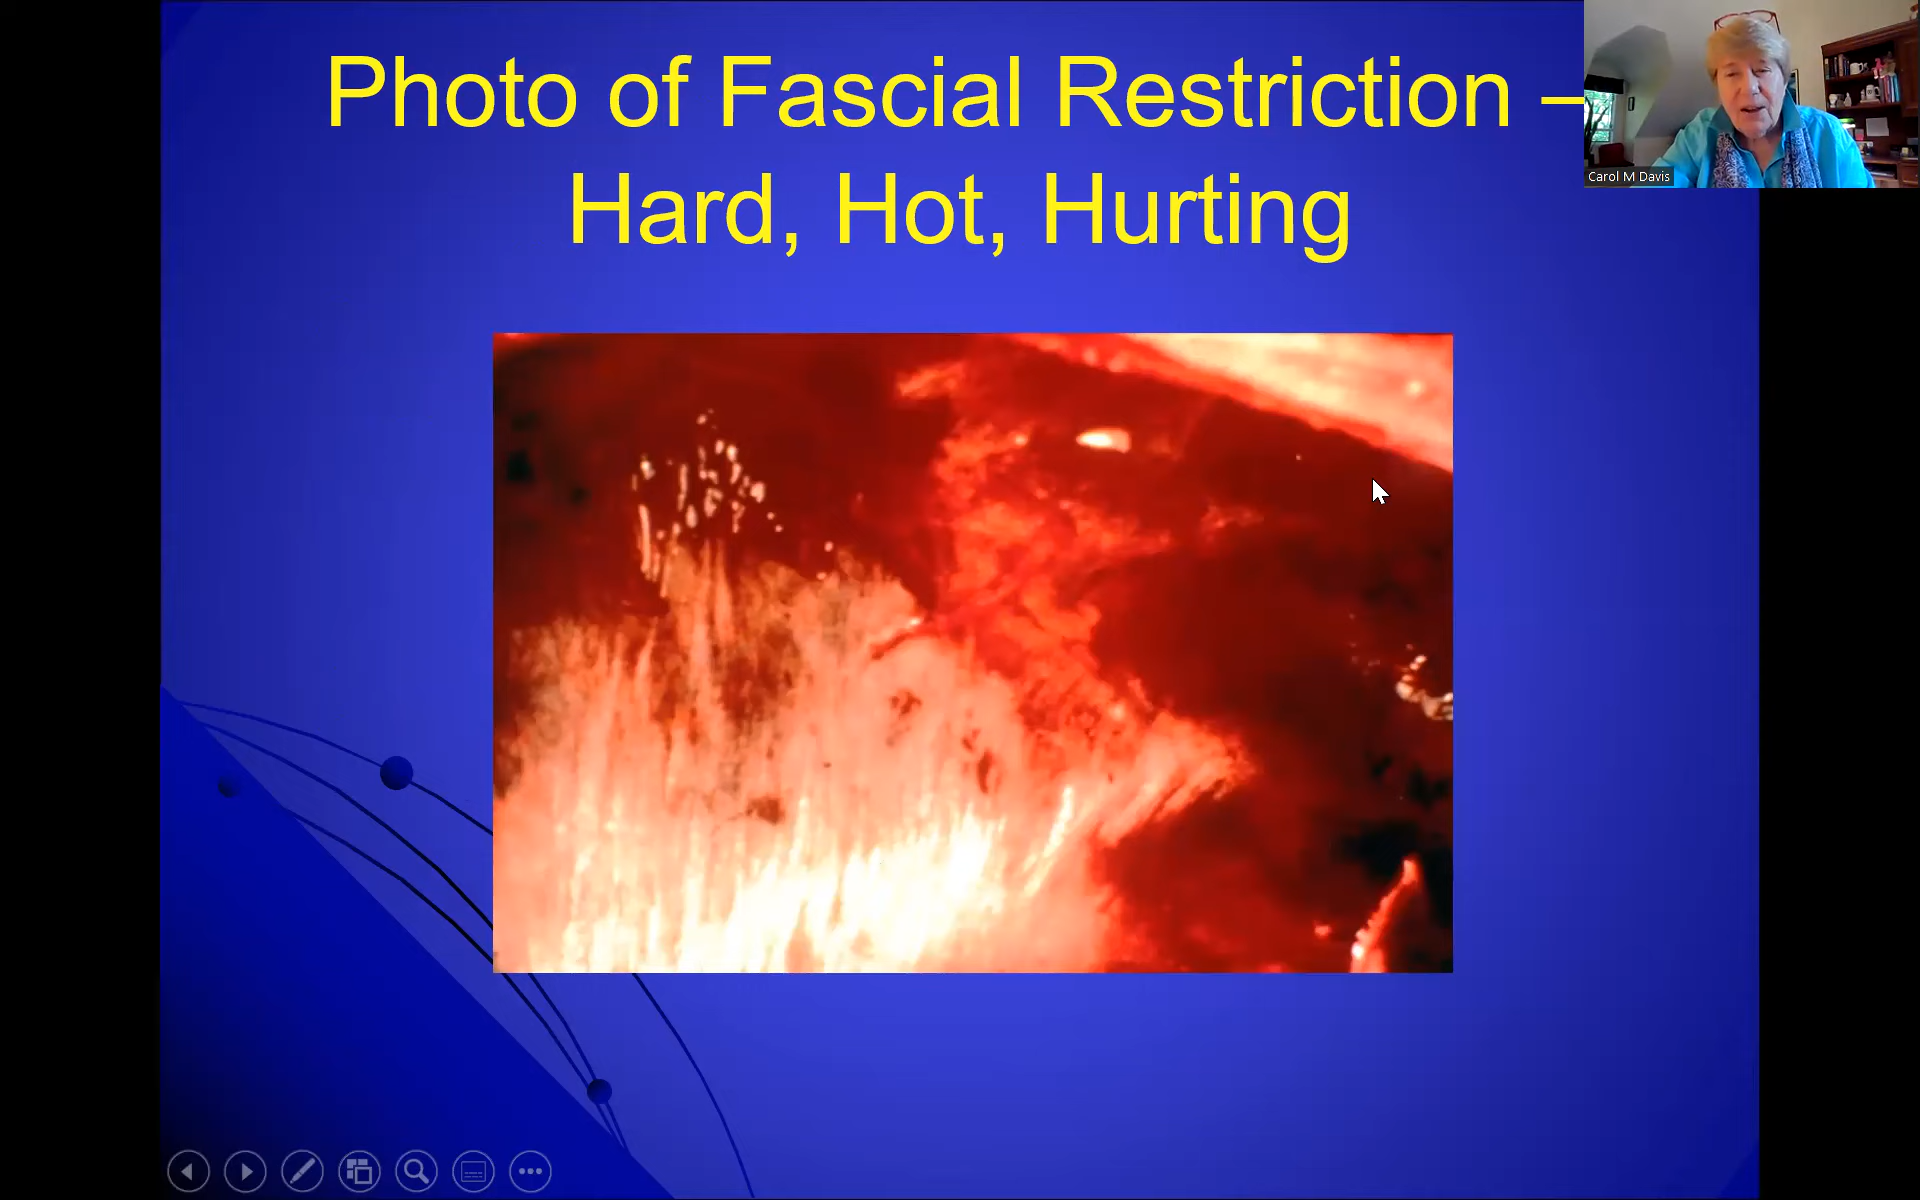 Photo of Fascial Restriction –
Hard, Hot, Hurting
Carol M Davis